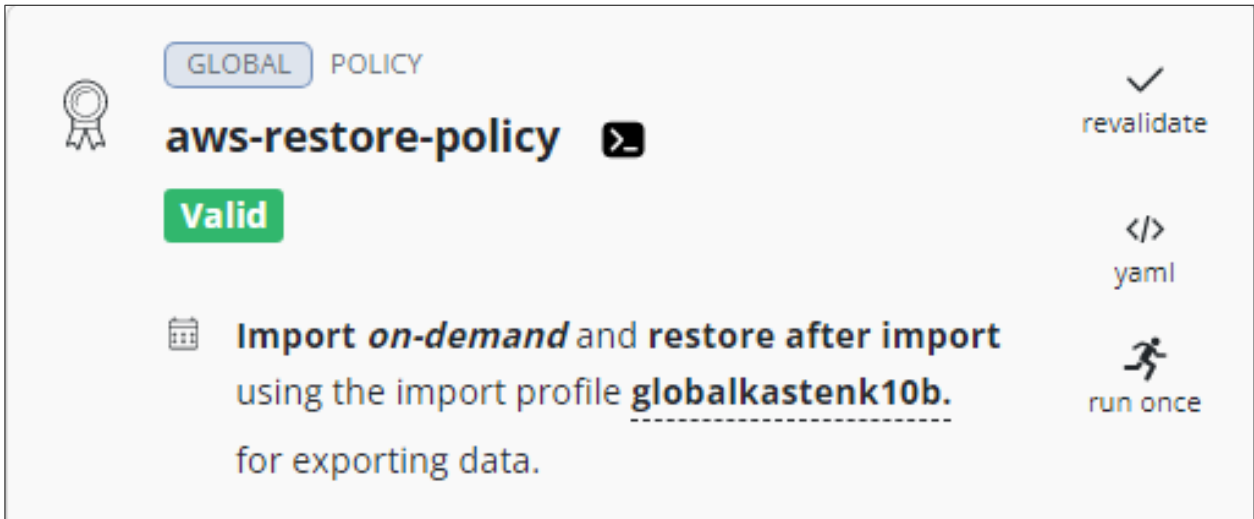 GLOBAL POLICY
aws-restore-policy
Valid
Import on-demand and restore after import
using the import profile globalkastenk10b.
for exporting data.
revalidate
</> 
yaml
run once